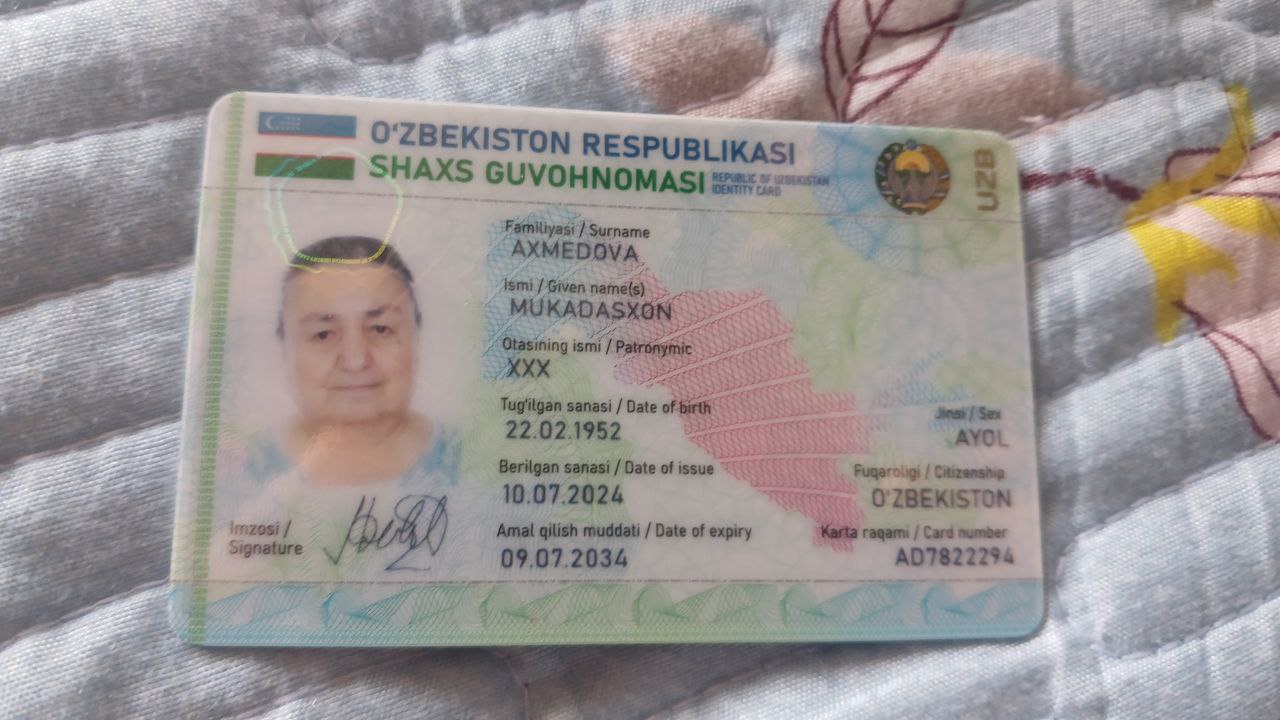 O‘ZBEKISTON RESPUBLIKASI
SHAXS GUVOHNOMASI
REPUBLIC OF UZBEKISTAN
IDENTITY CARD
UZB
Familiyasi / Surname
AXMEDOVA
Ismi / Given name(s)
MUKADASXON
Otasining ismi / Patronymic
XXX
Tug‘ilgan sanasi / Date of birth
22.02.1952
Jinsi / Sex
AYOL
Berilgan sanasi / Date of issue
10.07.2024
Fuqaroligi / Citizenship
O‘ZBEKISTON
Amal qilish muddati / Date of expiry
09.07.2034
Karta raqami / Card number
AD7822294
Imzosi /
Signature